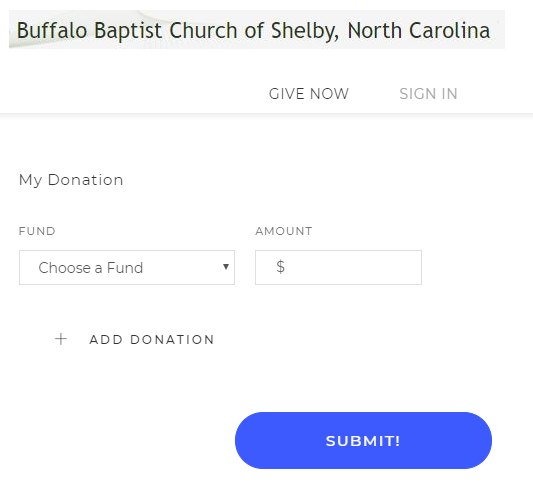 Buffalo Baptist Church of Shelby, North Carolina
GIVE NOW SIGN IN
My Donation
FUND AMOUNT
Choose a Fund $
+ ADD DONATION
SUBMIT!